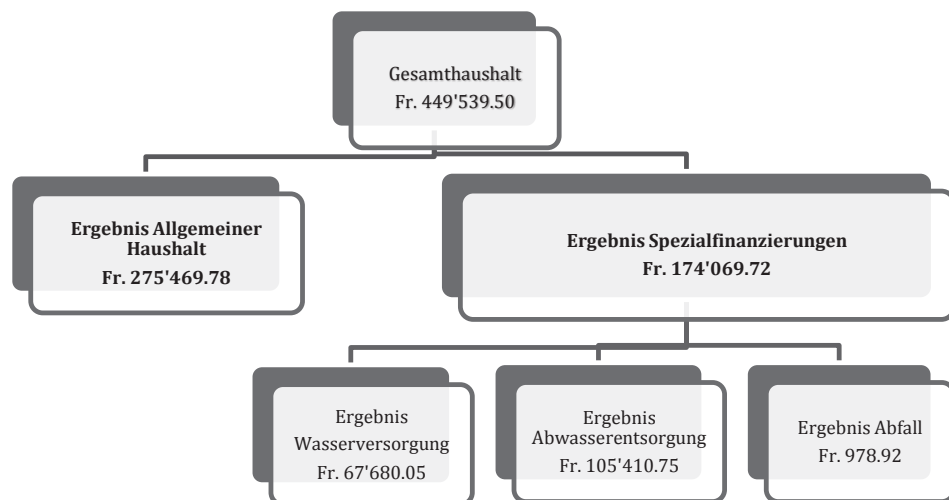 Gesamthaushalt
Fr. 449'539.50
Ergebnis Allgemeiner
Haushalt
Fr. 275'469.78
Ergebnis Spezialfinanzierungen
Fr. 174'069.72
Ergebnis
Wasserversorgung
Fr. 67'680.05
Ergebnis
Abwasserentsorgung
Fr. 105'410.75
Ergebnis Abfall
Fr. 978.92